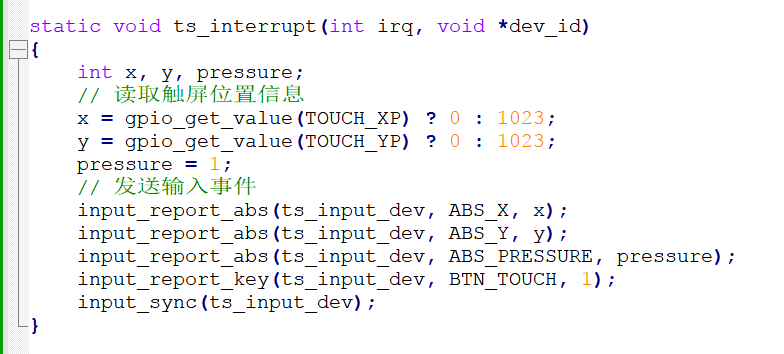 static void ts_interrupt(int irq, void *dev_id)
{
    int x, y, pressure;
    // 读取触屏位置信息
    x = gpio_get_value(TOUCH_XP) ? 0 : 1023;
    y = gpio_get_value(TOUCH_YP) ? 0 : 1023;
    pressure = 1;
    // 发送输入事件
    input_report_abs(ts_input_dev, ABS_X, x);
    input_report_abs(ts_input_dev, ABS_Y, y);
    input_report_abs(ts_input_dev, ABS_PRESSURE, pressure);
    input_report_key(ts_input_dev, BTN_TOUCH, 1);
    input_sync(ts_input_dev);
}